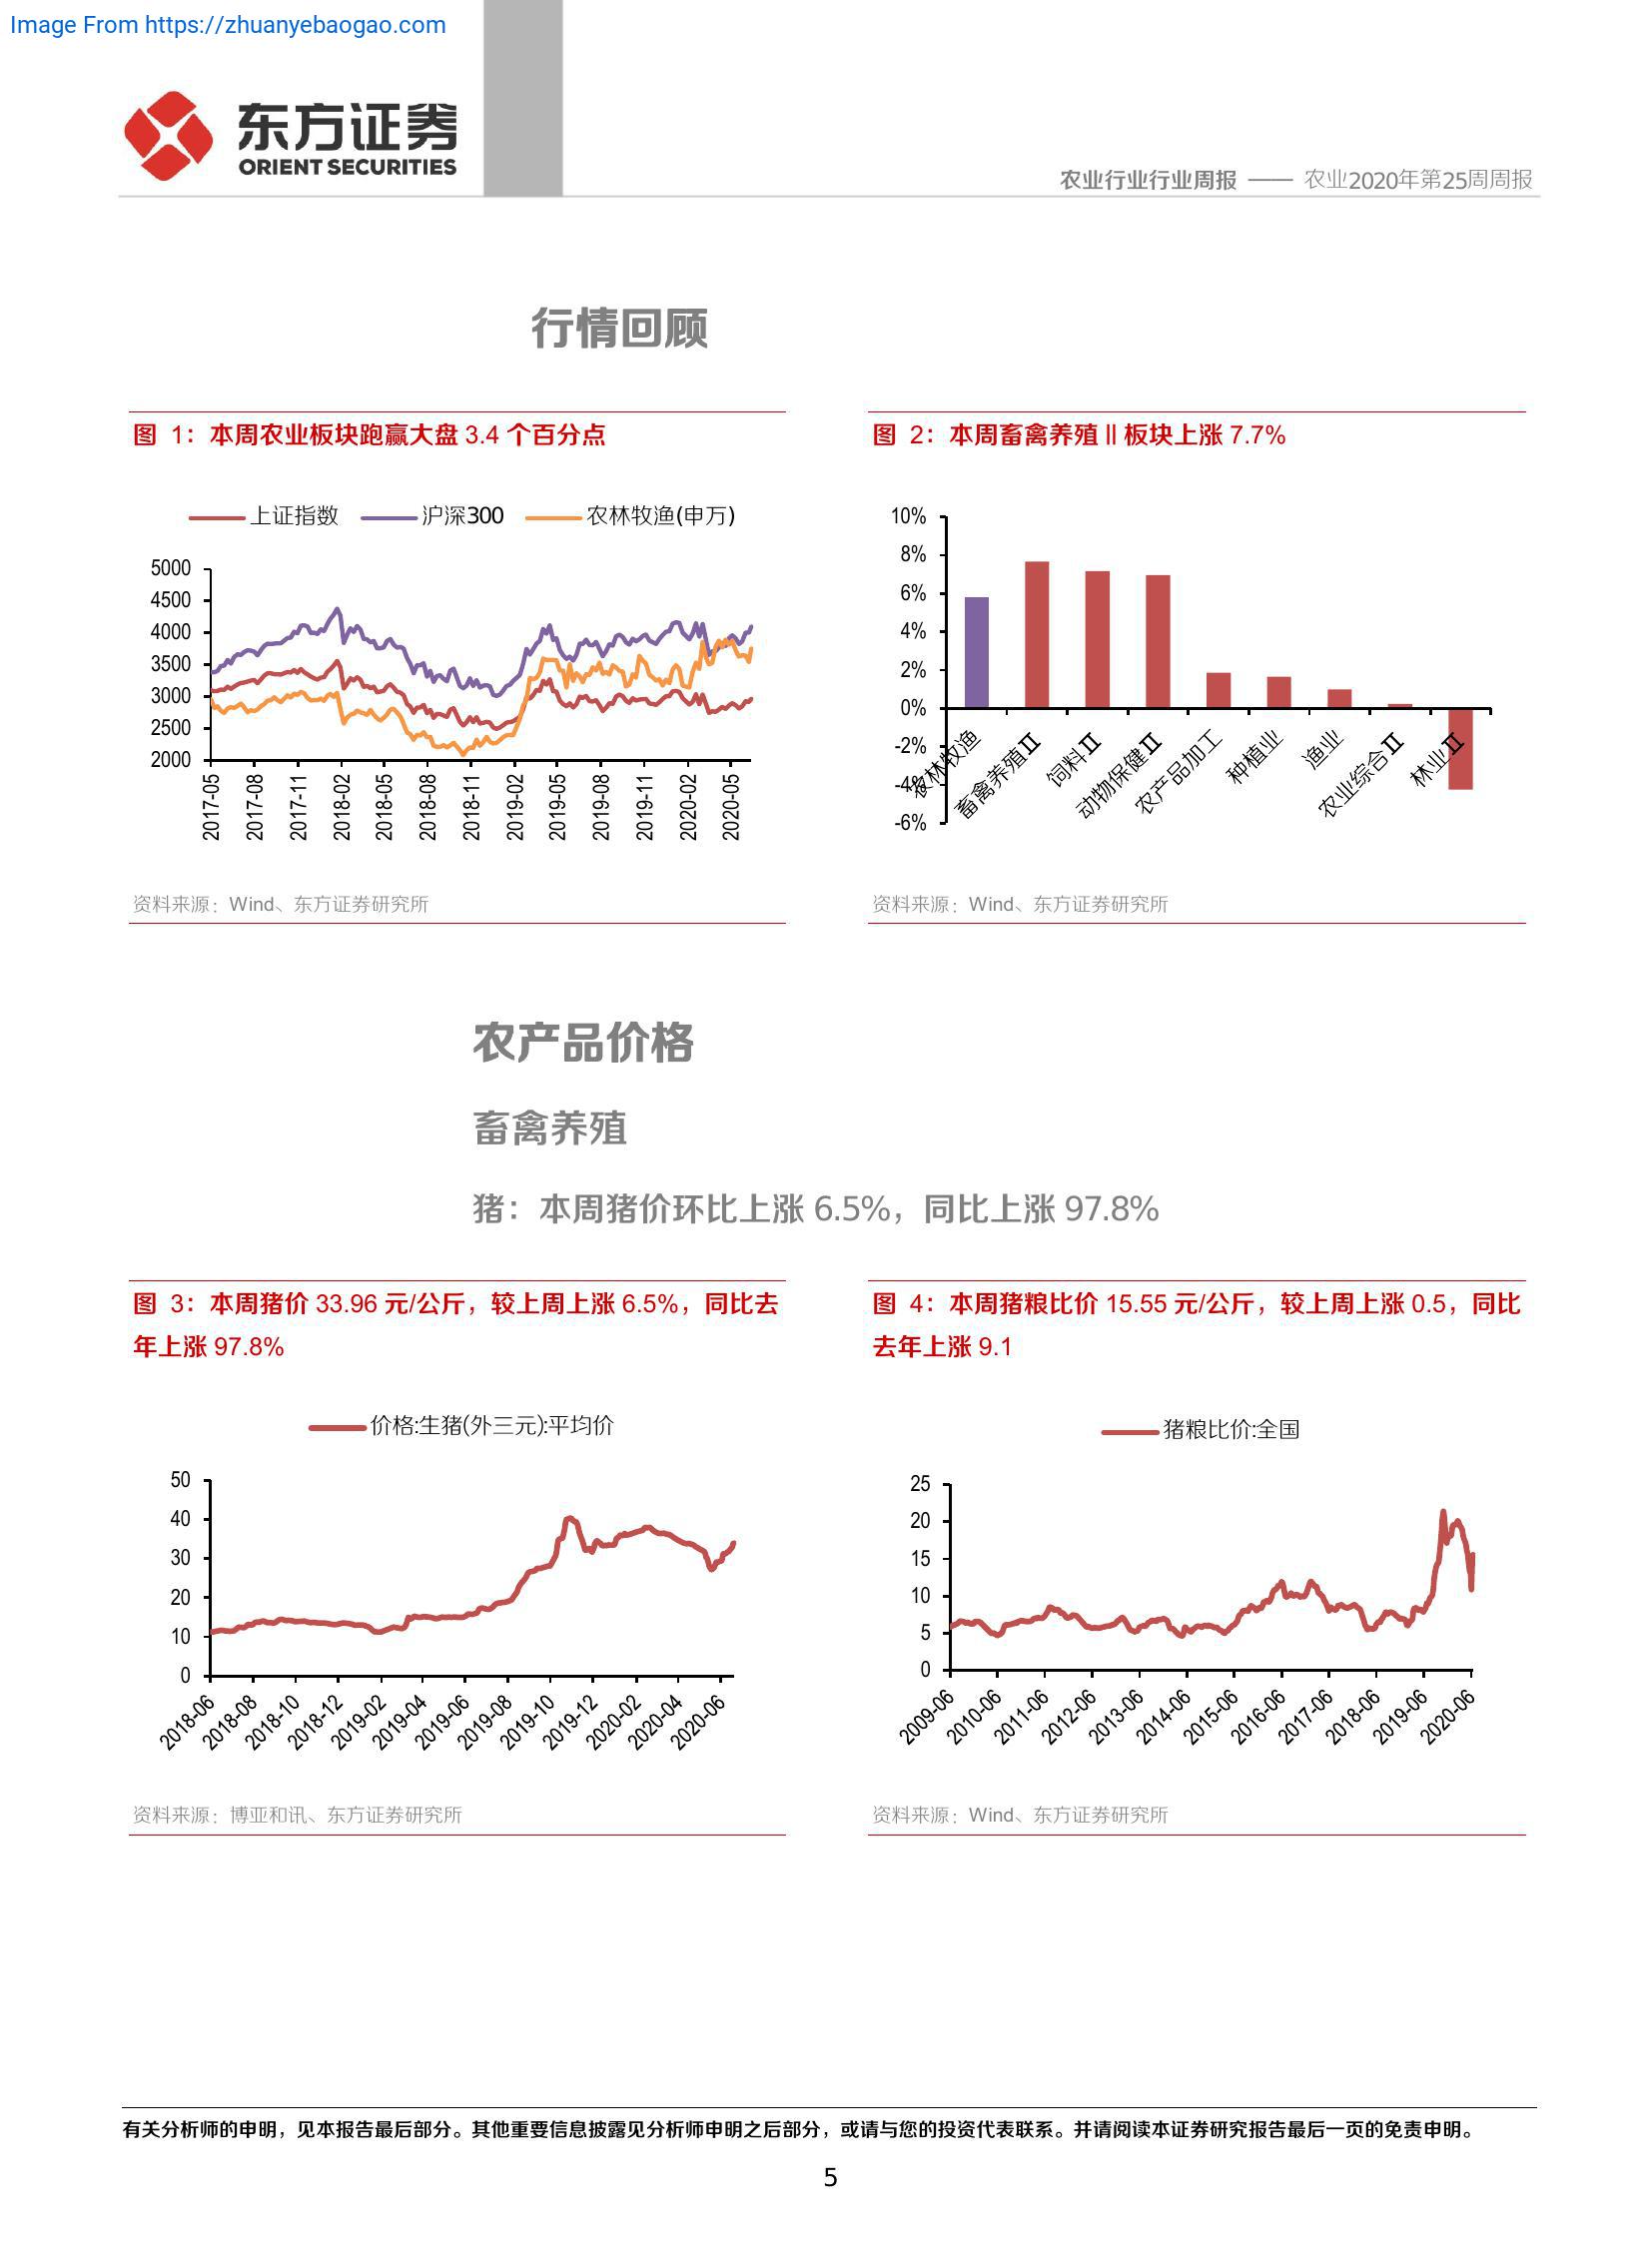 Image From https://zhuanyebaogao.com
东方证券
ORIENT SECURITIES
农业行业行业周报 —— 农业2020年第25周周报
行情回顾
图 1：本周农业板块跑赢大盘 3.4 个百分点
上证指数 沪深300 农林牧渔(申万)
5000
4500
4000
3500
3000
2500
2000
2017-05 2017-08 2017-11 2018-02 2018-05 2018-08 2018-11 2019-02 2019-05 2019-08 2019-11 2020-02 2020-05
资料来源：Wind、东方证券研究所
图 2：本周畜禽养殖Ⅱ板块上涨 7.7%
10%
8%
6%
4%
2%
0%
-2%
-4%
-6%
农林牧渔 畜禽养殖Ⅱ 饲料Ⅱ 动物保健Ⅱ 农产品加工 种植业 渔业 农业综合Ⅱ 林业Ⅱ
资料来源：Wind、东方证券研究所
农产品价格
畜禽养殖
猪：本周猪价环比上涨 6.5%，同比上涨 97.8%
图 3：本周猪价 33.96 元/公斤，较上周上涨 6.5%，同比去
年上涨 97.8%
价格:生猪(外三元):平均价
50
40
30
20
10
0
2018-06 2018-08 2018-10 2018-12 2019-02 2019-04 2019-06 2019-08 2019-10 2019-12 2020-02 2020-04 2020-06
资料来源：博亚和讯、东方证券研究所
图 4：本周猪粮比价 15.55 元/公斤，较上周上涨 0.5，同比
去年上涨 9.1
猪粮比价:全国
25
20
15
10
5
0
2009-06 2010-06 2011-06 2012-06 2013-06 2014-06 2015-06 2016-06 2017-06 2018-06 2019-06 2020-06
资料来源：Wind、东方证券研究所
有关分析师的申明，见本报告最后部分。其他重要信息披露见分析师申明之后部分，或请与您的投资代表联系。并请阅读本证券研究报告最后一页的免责申明。
5